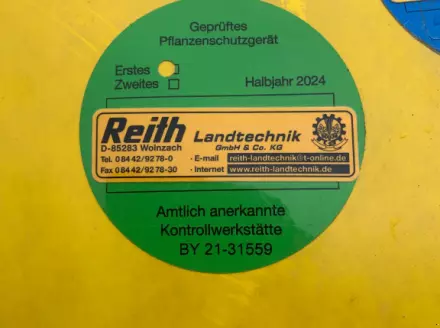 Geprüftes
Pflanzenschutzgerät
Erstes
Zweites
Halbjahr 2024
Reith Landtechnik
GmbH & Co. KG
D-85283 Wolnzach
Tel. 0 84 42/92 78-0 · E-mail reith-landtechnik@t-online.de
Fax 0 84 42/92 78-30 · Internet www.reith-landtechnik.de
Amtlich anerkannte
Kontrollwerkstätte
BY 21-31559